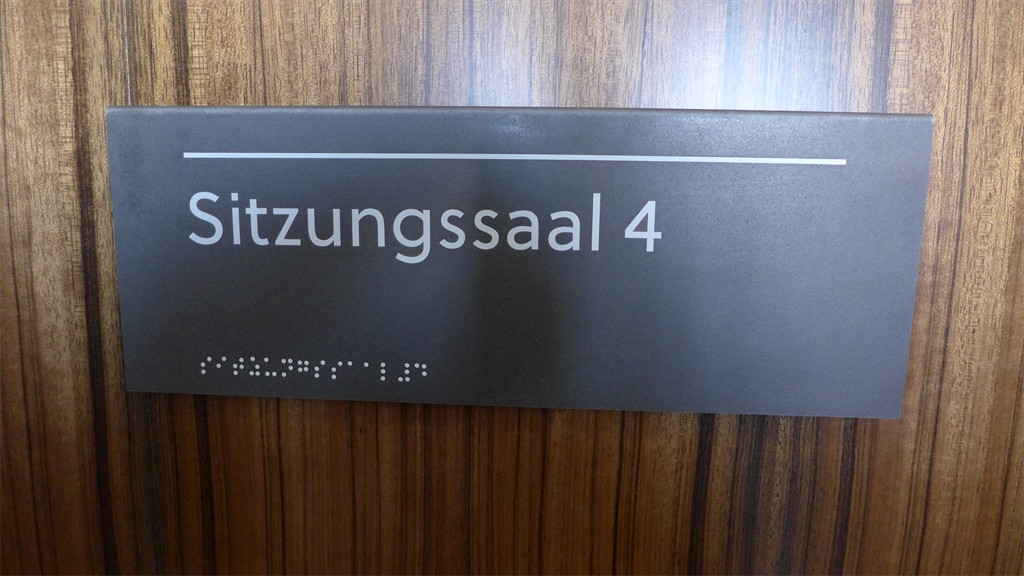 Sitzungssaal 4
⠎⠊⠞⠵⠥⠝⠛⠎⠎⠁⠁⠇ ⠼⠙